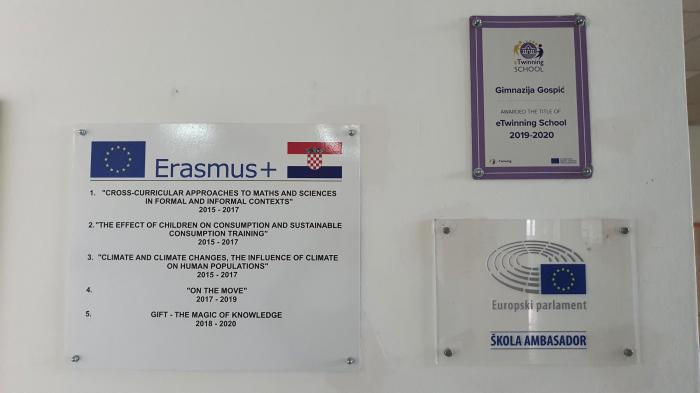 Erasmus+
1. "CROSS-CURRICULAR APPROACHES TO MATHS AND SCIENCES
IN FORMAL AND INFORMAL CONTEXTS"
2015 - 2017
2. "THE EFFECT OF CHILDREN ON CONSUMPTION AND SUSTAINABLE
CONSUMPTION TRAINING"
2015 - 2017
3. "CLIMATE AND CLIMATE CHANGES, THE INFLUENCE OF CLIMATE
ON HUMAN POPULATIONS"
2015 - 2017
4. "ON THE MOVE"
2017 - 2019
5. GIFT - THE MAGIC OF KNOWLEDGE
2018 - 2020
eTwinning
SCHOOL
Gimnazija Gospić
AWARDED THE TITLE OF
eTwinning School
2019-2020
eTwinning
Europski parlament
ŠKOLA AMBASADOR